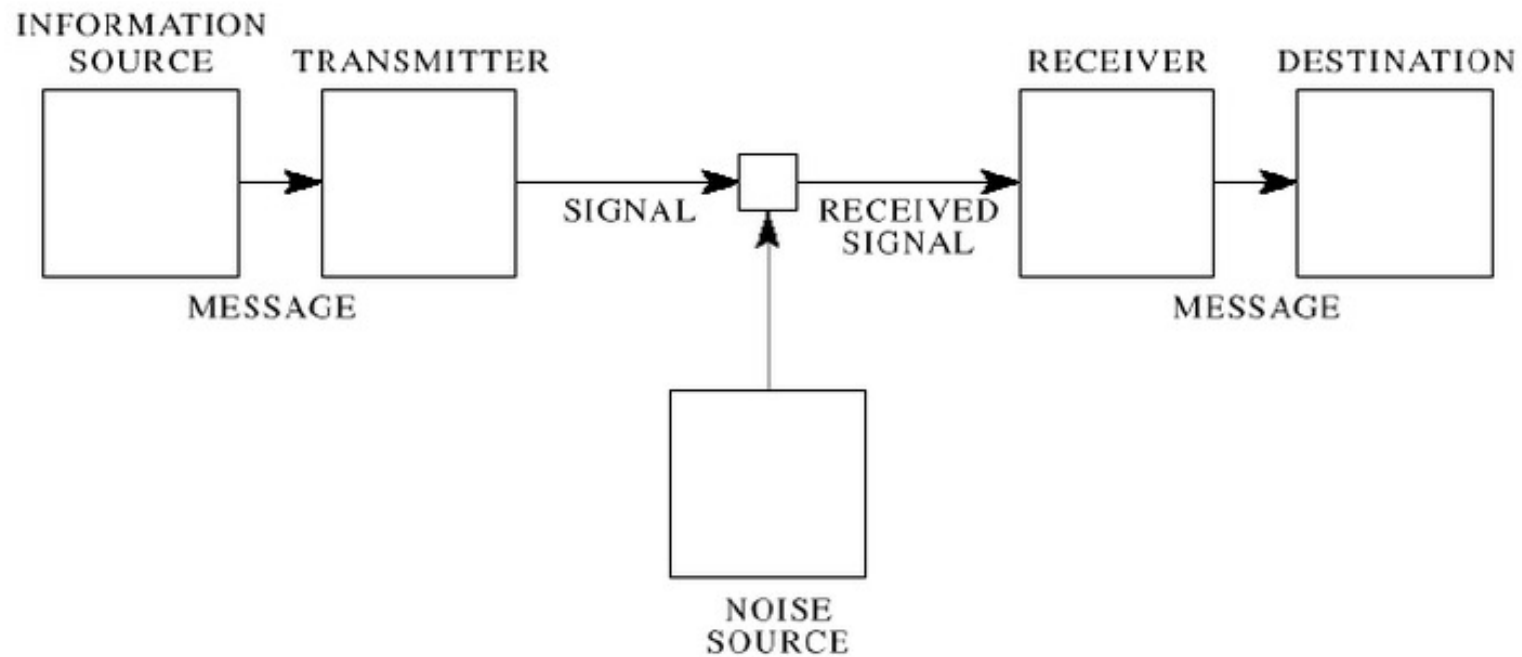 INFORMATION
SOURCE
TRANSMITTER
RECEIVER
DESTINATION
SIGNAL
RECEIVED
SIGNAL
MESSAGE
MESSAGE
NOISE
SOURCE